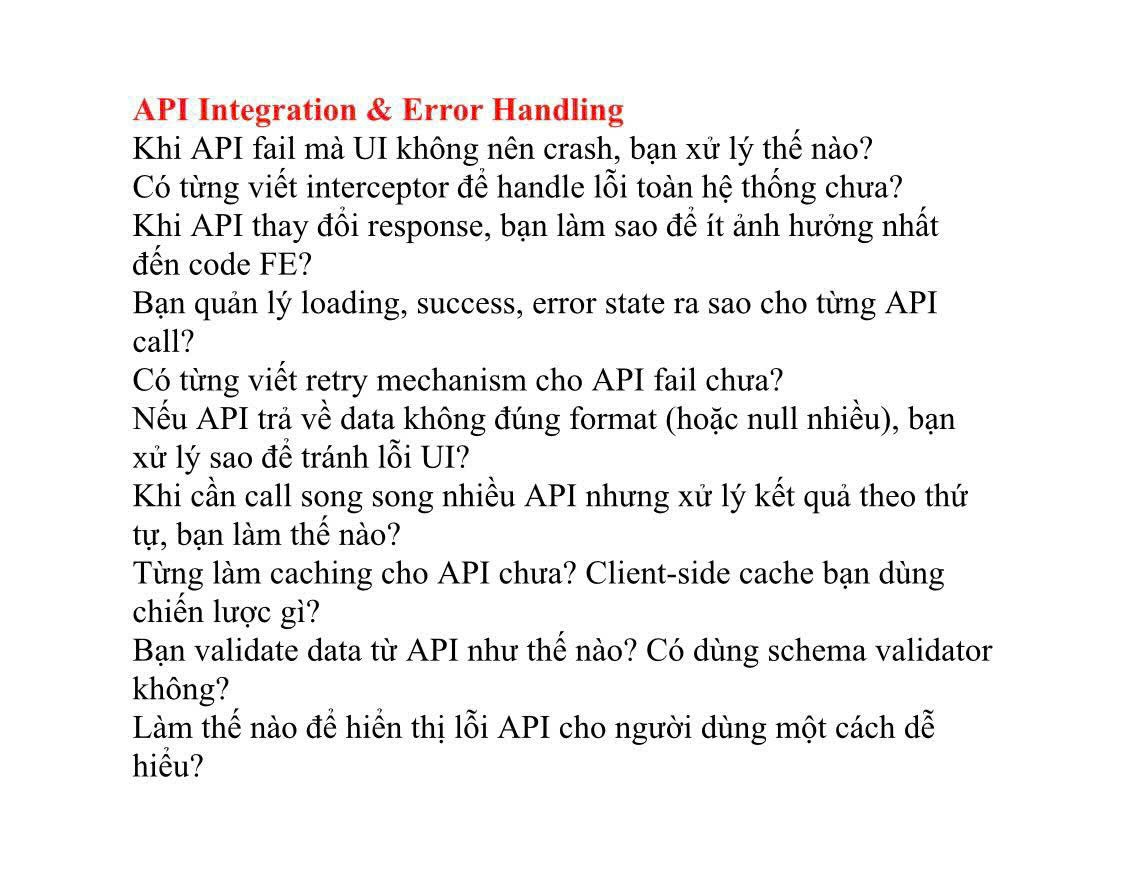 API Integration & Error Handling
Khi API fail mà UI không nên crash, bạn xử lý thế nào?
Có từng viết interceptor để handle lỗi toàn hệ thống chưa?
Khi API thay đổi response, bạn làm sao để ít ảnh hưởng nhất
đến code FE?
Bạn quản lý loading, success, error state ra sao cho từng API
call?
Có từng viết retry mechanism cho API fail chưa?
Nếu API trả về data không đúng format (hoặc null nhiều), bạn
xử lý sao để tránh lỗi UI?
Khi cần call song song nhiều API nhưng xử lý kết quả theo thứ
tự, bạn làm thế nào?
Từng làm caching cho API chưa? Client-side cache bạn dùng
chiến lược gì?
Bạn validate data từ API như thế nào? Có dùng schema validator
không?
Làm thế nào để hiển thị lỗi API cho người dùng một cách dễ
hiểu?